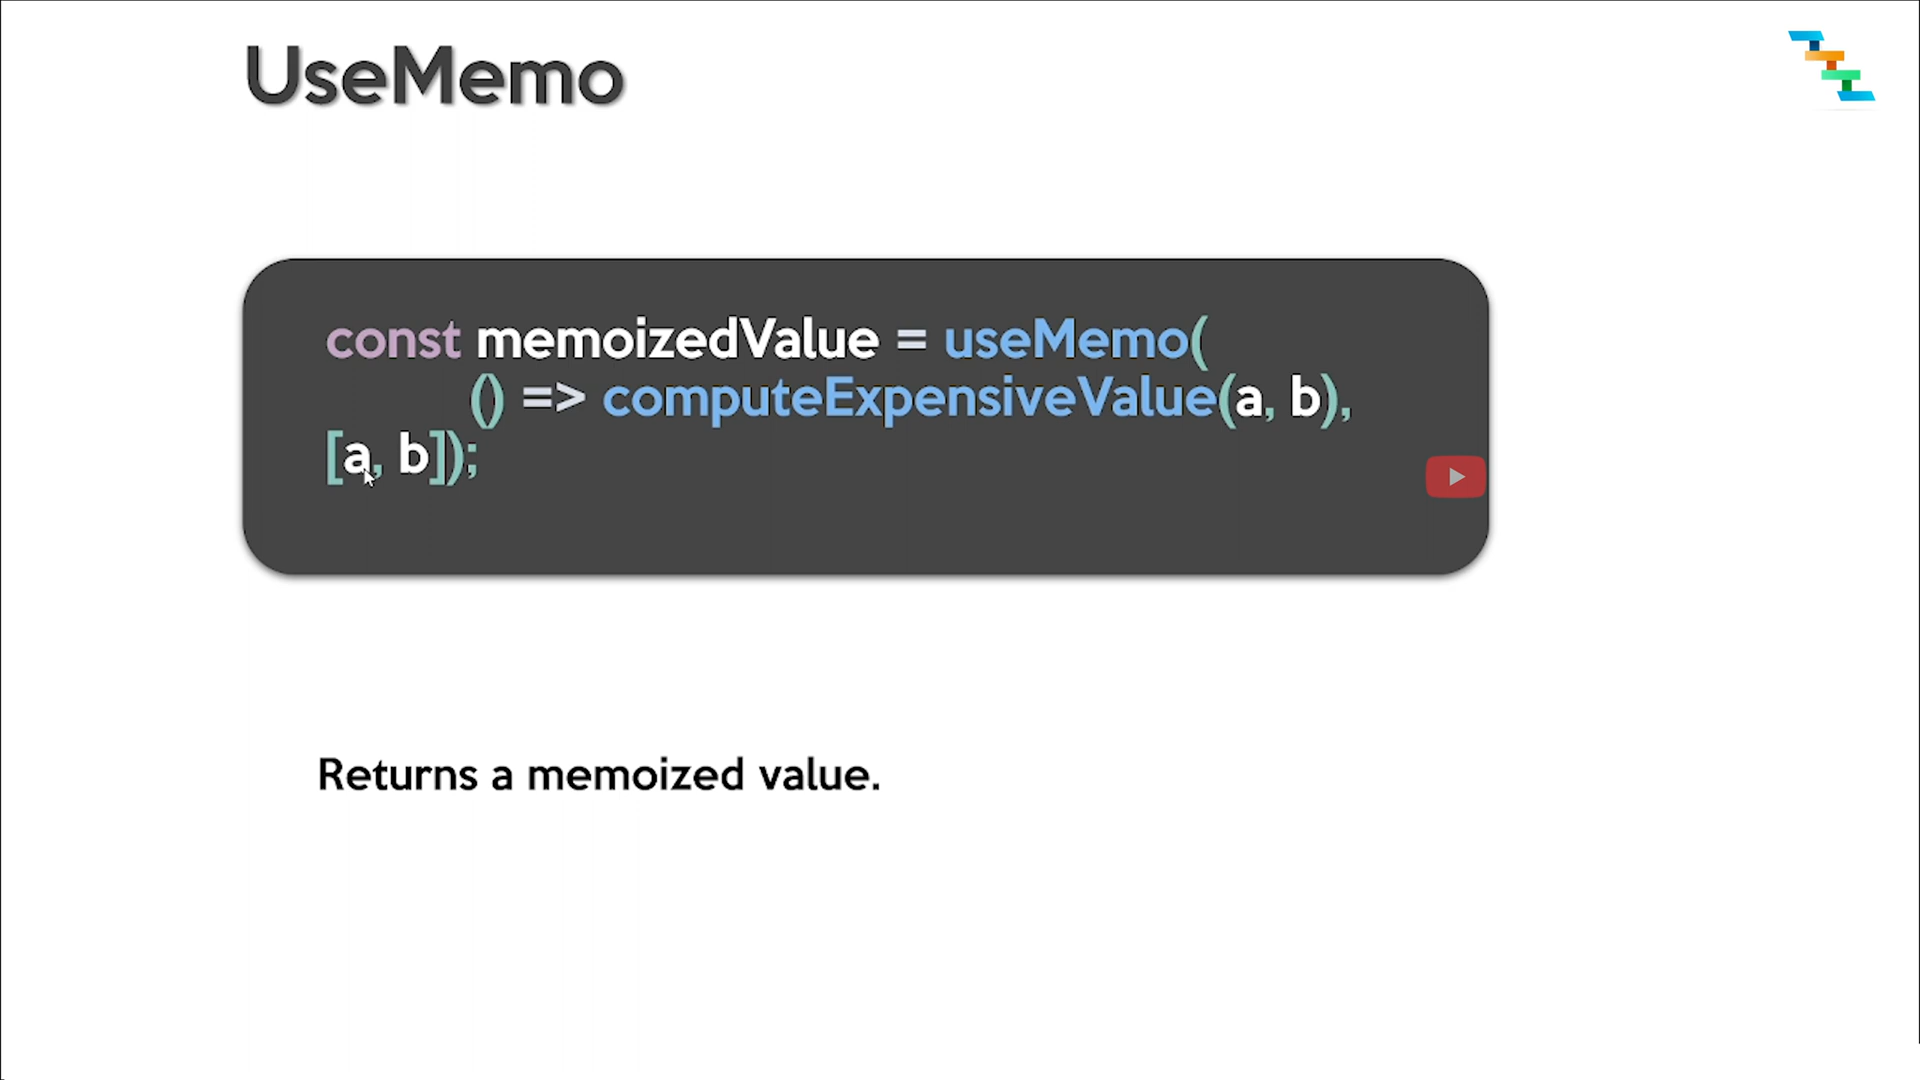 UseMemo
const memoizedValue = useMemo(
() => computeExpensiveValue(a, b),
[a, b]);
Returns a memoized value.